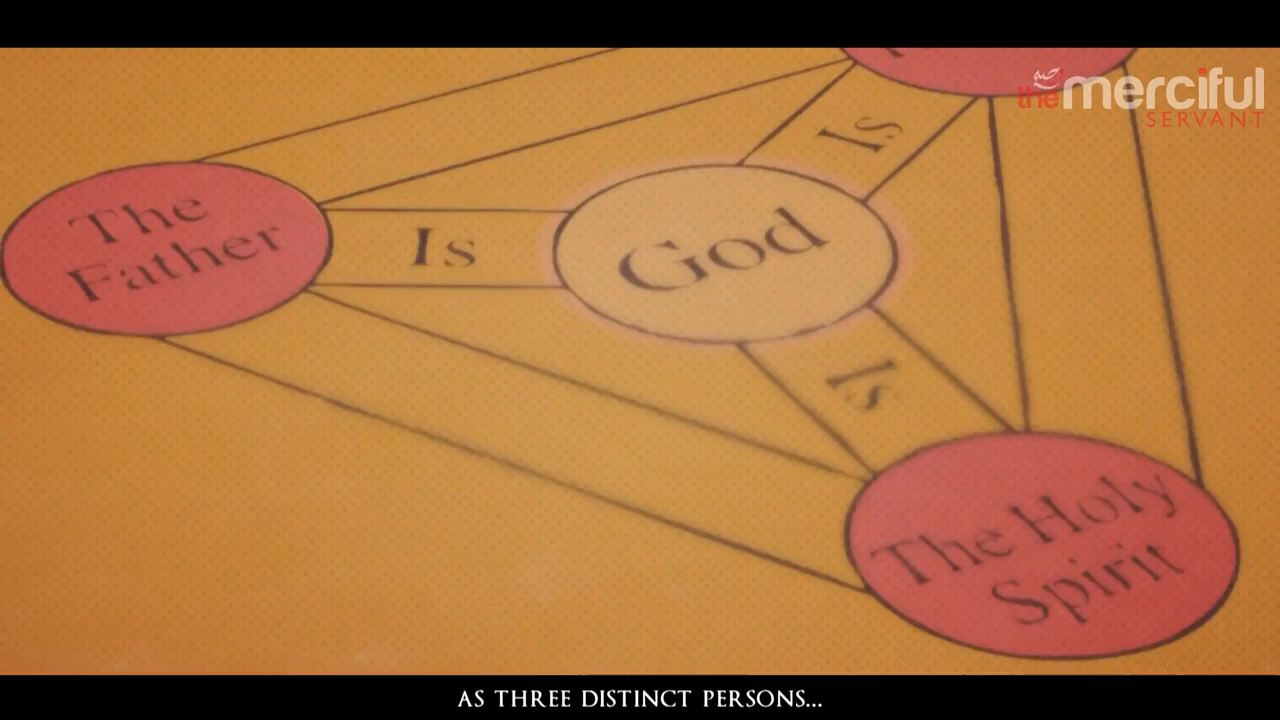 the merciful
SERVANT
Is
The
Father
Is
God
Is
The Holy
Spirit
AS THREE DISTINCT PERSONS...